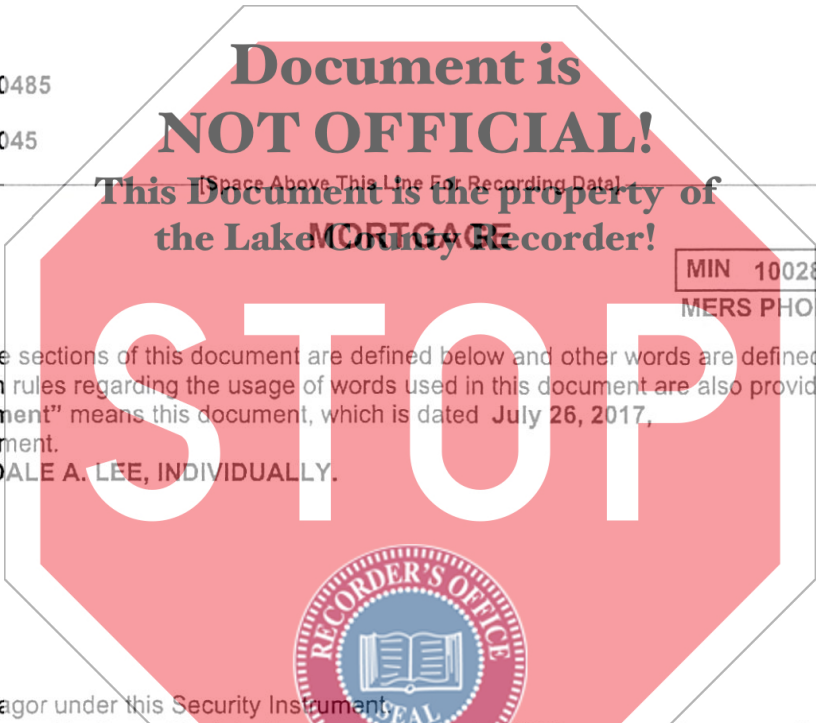 Document is
0485
NOT OFFICIAL!
045
[Space Above This Line For Recording Data]
This Document is the property of
the Lake County Recorder!
MORTGAGE
MIN 10028
MERS PHO
STOP
e sections of this document are defined below and other words are defined
n rules regarding the usage of words used in this document are also provid
ment" means this document, which is dated July 26, 2017,
ment.
DALE A. LEE, INDIVIDUALLY.
RECORDER'S OFFICE
SEAL
agor under this Security Instrument.